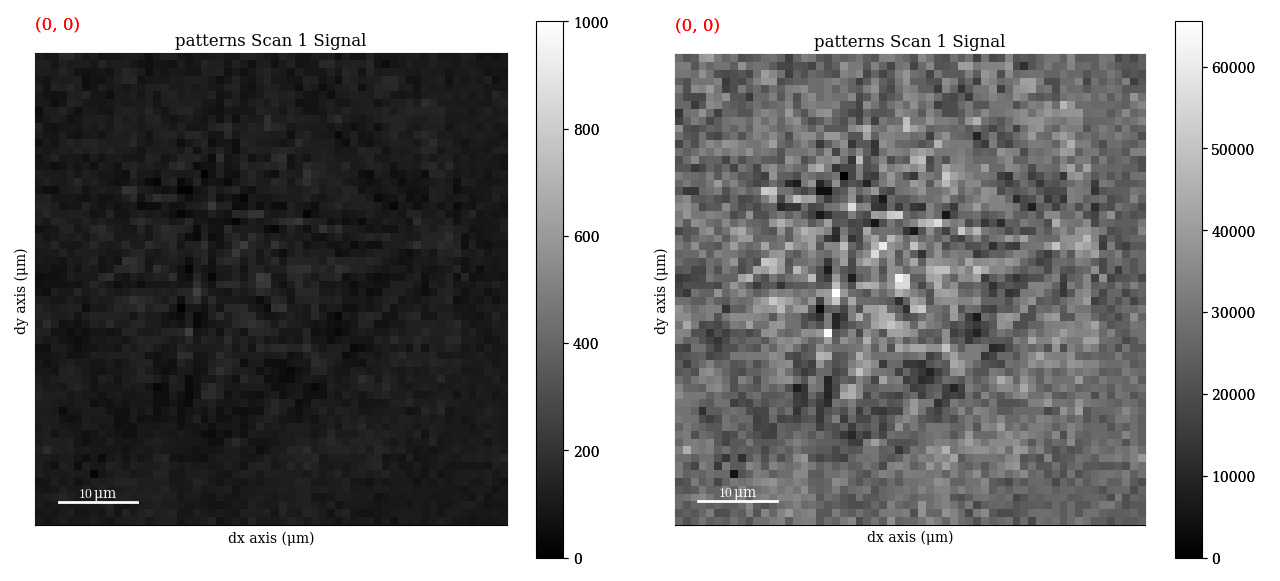 (0, 0)
patterns Scan 1 Signal
1000
800
600
400
200
0
dy axis (μm)
10 μm
dx axis (μm)
(0, 0)
patterns Scan 1 Signal
60000
50000
40000
30000
20000
10000
0
dy axis (μm)
10 μm
dx axis (μm)